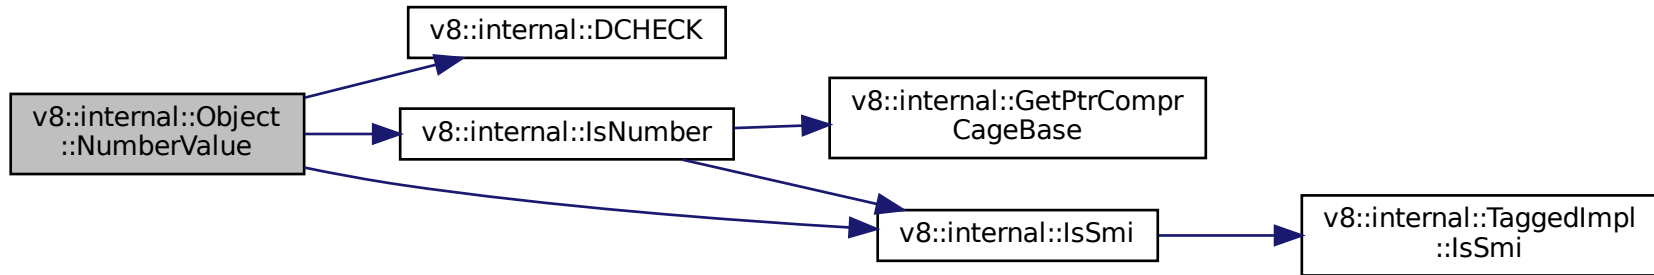 v8::internal::DCHECK
v8::internal::Object
::NumberValue
v8::internal::IsNumber
v8::internal::GetPtrCompr
CageBase
v8::internal::IsSmi
v8::internal::TaggedImpl
::IsSmi